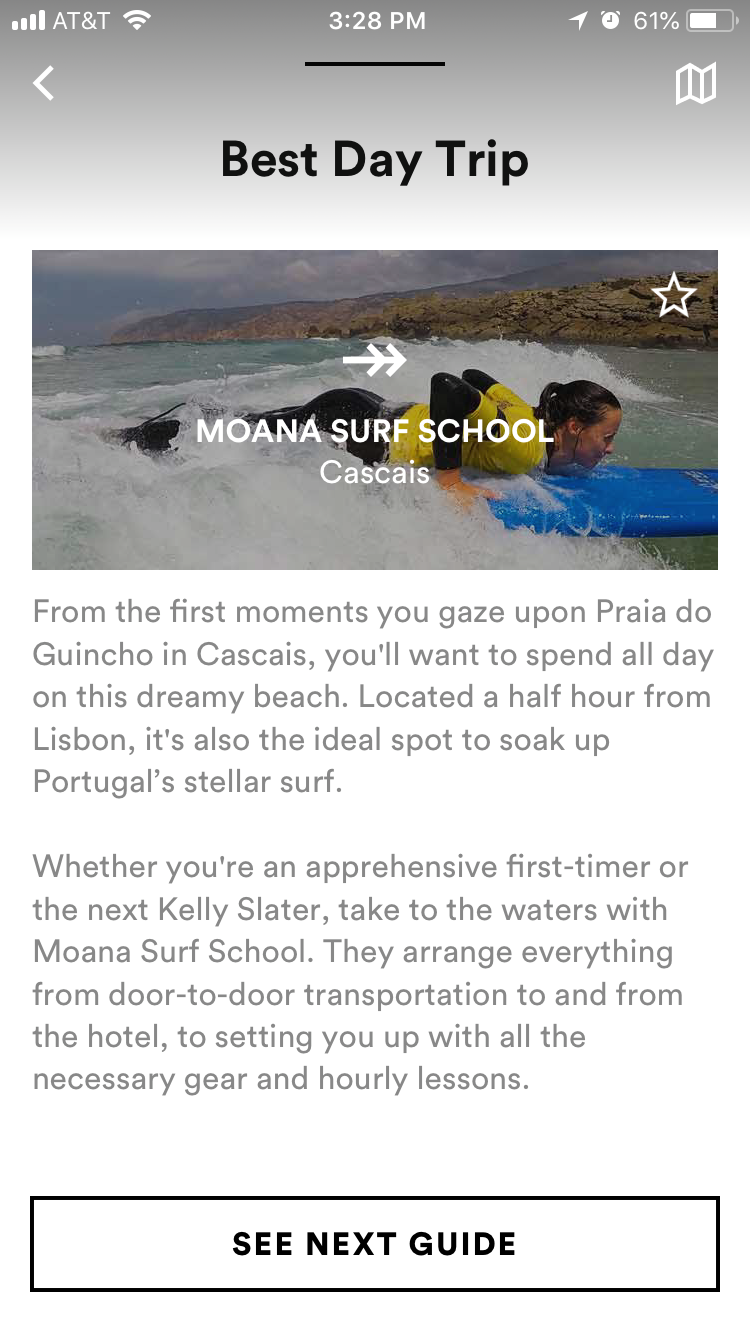 AT&T 3:28 PM 61%
Best Day Trip
MOANA SURF SCHOOL
Cascais
From the first moments you gaze upon Praia do
Guincho in Cascais, you'll want to spend all day
on this dreamy beach. Located a half hour from
Lisbon, it's also the ideal spot to soak up
Portugal’s stellar surf.
Whether you're an apprehensive first-timer or
the next Kelly Slater, take to the waters with
Moana Surf School. They arrange everything
from door-to-door transportation to and from
the hotel, to setting you up with all the
necessary gear and hourly lessons.
SEE NEXT GUIDE